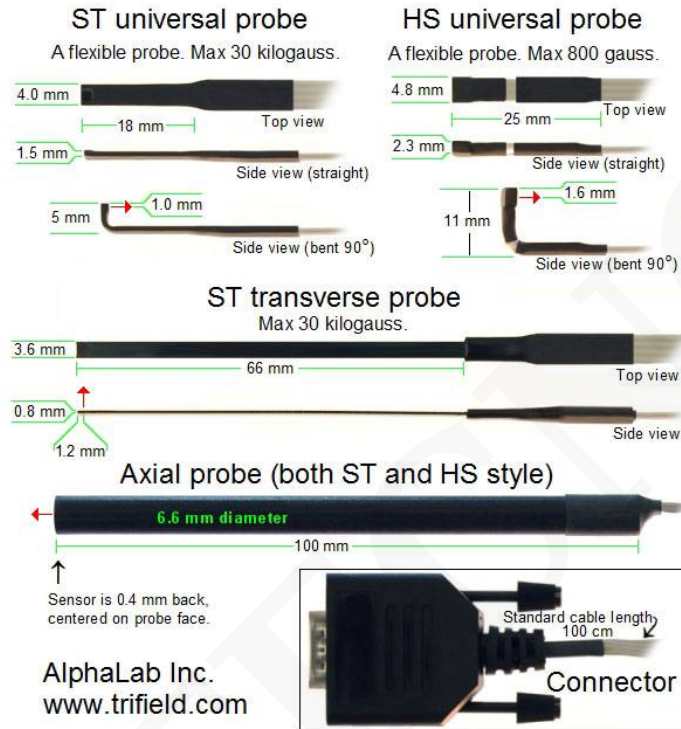 ST universal probe
A flexible probe. Max 30 kilogauss.
4.0 mm
18 mm
Top view
1.5 mm
Side view (straight)
1.0 mm
5 mm
Side view (bent 90°)
HS universal probe
A flexible probe. Max 800 gauss.
4.8 mm
25 mm
Top view
2.3 mm
Side view (straight)
1.6 mm
11 mm
Side view (bent 90°)
ST transverse probe
Max 30 kilogauss.
3.6 mm
66 mm
Top view
0.8 mm
Side view
1.2 mm
Axial probe (both ST and HS style)
6.6 mm diameter
100 mm
Sensor is 0.4 mm back,
centered on probe face.
Standard cable length
100 cm
Connector
AlphaLab Inc.
www.trifield.com